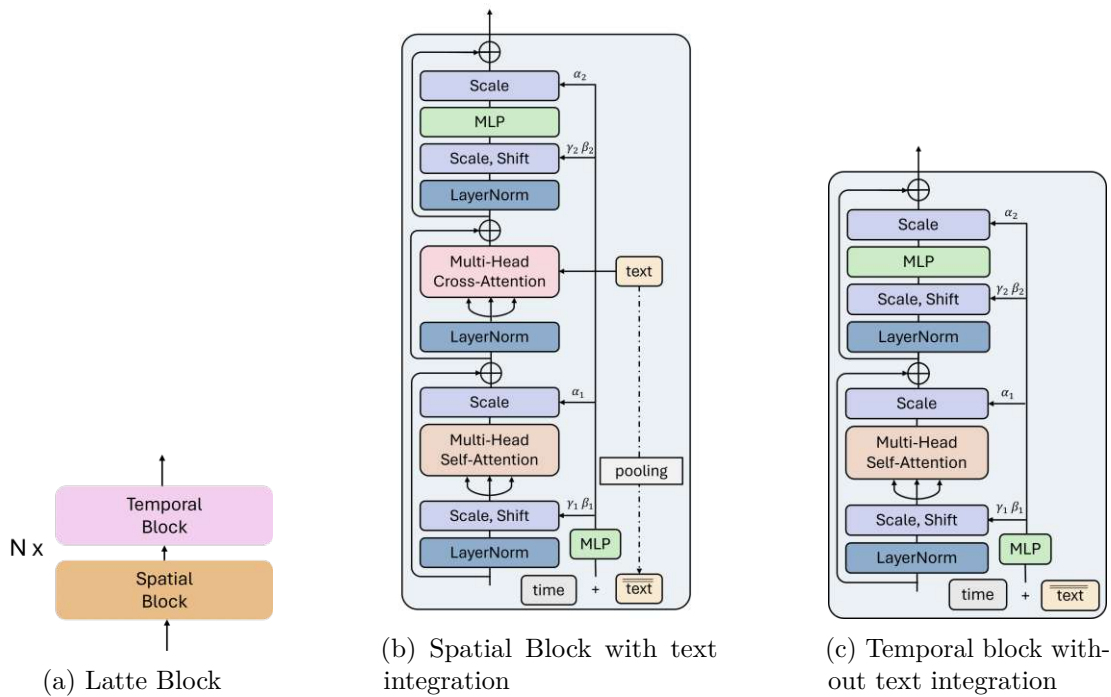 Temporal
Block
N x
Spatial
Block
(a) Latte Block
Scale
α₂
MLP
Scale, Shift
γ₂ β₂
LayerNorm
Multi-Head
Cross-Attention
text
LayerNorm
Scale
α₁
Multi-Head
Self-Attention
pooling
Scale, Shift
γ₁ β₁
MLP
LayerNorm
time + text
(b) Spatial Block with text
integration
Scale
α₂
MLP
Scale, Shift
γ₂ β₂
LayerNorm
Scale
α₁
Multi-Head
Self-Attention
Scale, Shift
γ₁ β₁
MLP
LayerNorm
time + text
(c) Temporal block with-
out text integration